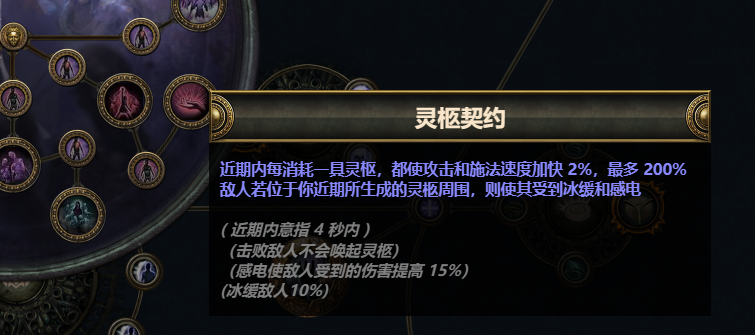 灵柩契约
近期内每消耗一具灵枢，都使攻击和施法速度加快 2%，最多 200%
敌人若位于你近期所生成的灵柩周围，则使其受到冰缓和感电
( 近期内意指 4 秒内 )
(击败敌人不会唤起灵柩)
(感电使敌人受到的伤害提高 15%)
(冰缓敌人10%)